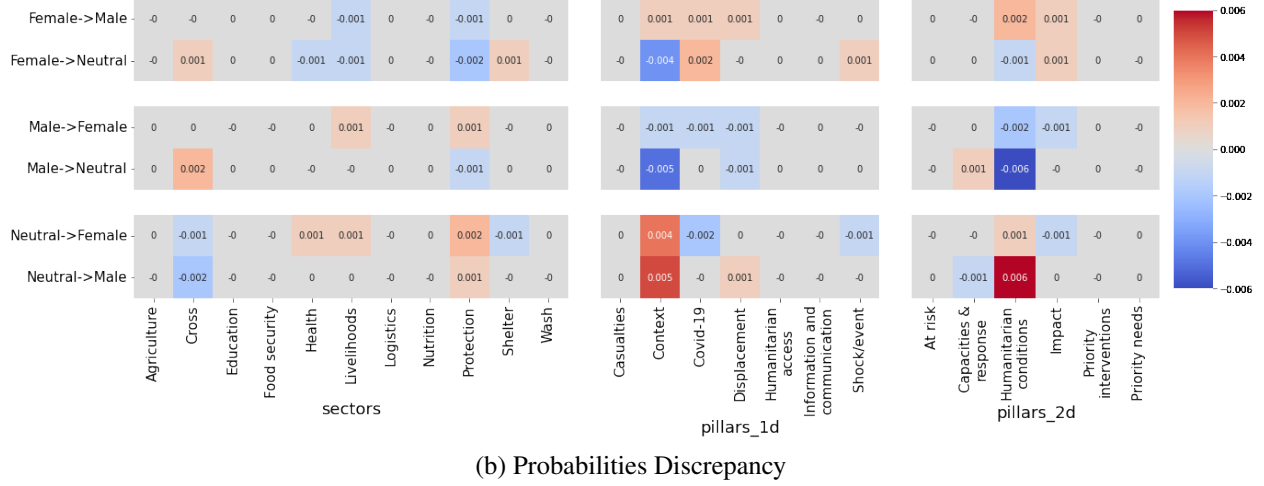 Female->Male -0 -0 -0 -0 -0 -0.001 -0 -0 -0.001 -0 -0 0 0.001 0.001 0.001 0 -0 0 -0 0 0.002 0.001 -0 0 0.006
Female->Neutral -0 0.001 0 0 -0.001 -0.001 0 -0 -0.002 0.001 -0 -0 -0.004 0.002 -0 0 0 0.001 -0 0 -0.001 0.001 -0 0
0.004
Male->Female 0 0 -0 -0 0 0.001 0 -0 0.001 -0 0 -0 -0.001 -0.001 -0.001 -0 0 -0 0 -0 -0.002 -0.001 0 -0
0.002
0.000
Male->Neutral 0 0.002 0 0 -0 -0 0 0 -0.001 0 0 -0 -0.005 0 -0.001 0 0 0 -0 0.001 -0.006 -0 0 -0
-0.002
Neutral->Female 0 -0.001 -0 -0 0.001 0.001 -0 0 0.002 -0.001 0 0 0.004 -0.002 0 -0 -0 -0.001 0 -0 0.001 -0.001 0 -0
-0.004
Neutral->Male -0 -0.002 -0 -0 0 0 -0 -0 0.001 -0 -0 0 0.005 -0 0.001 -0 -0 -0 0 -0.001 0.006 0 -0 0 -0.006
Agriculture
Cross
Education
Food security
Health
Livelihoods
Logistics
Nutrition
Protection
Shelter
Wash
Casualties
Context
Covid-19
Displacement
Humanitarian
access
Information and
communication
Shock/event
At risk
Capacities &
response
Humanitarian
conditions
Impact
Priority
interventions
Priority needs
sectors
pillars_1d
pillars_2d
(b) Probabilities Discrepancy